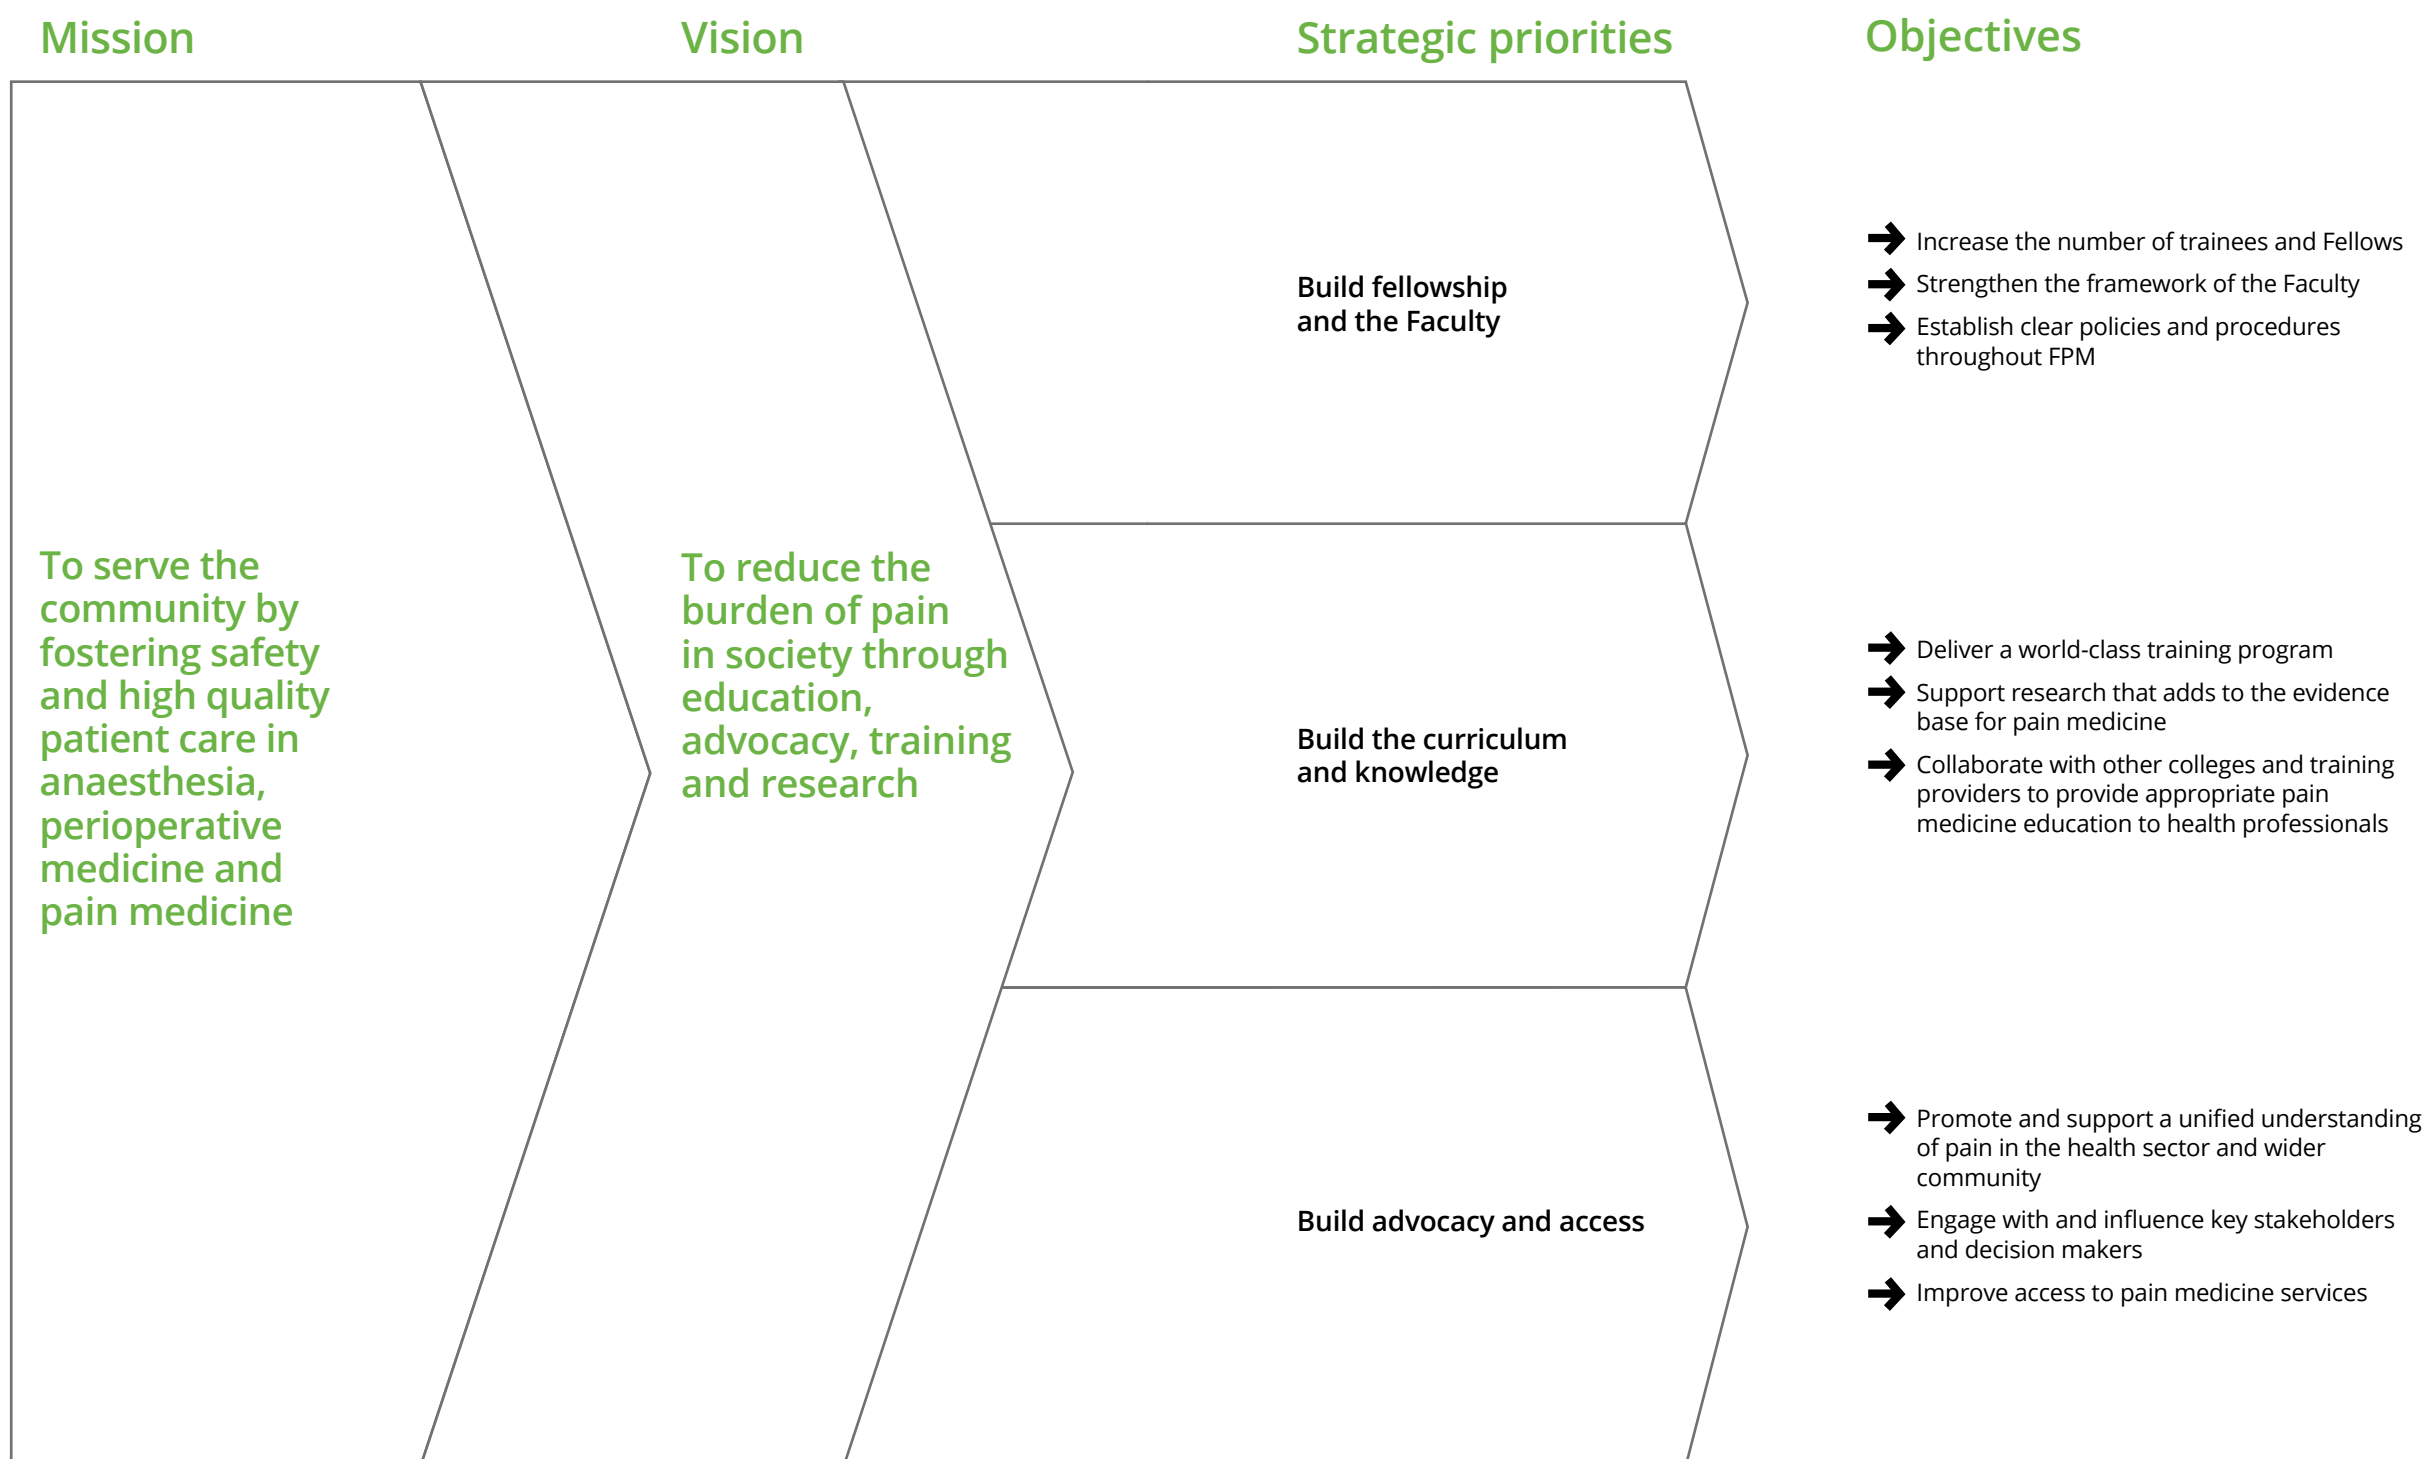 Mission
Vision
Strategic priorities
Objectives
To serve the
community by
fostering safety
and high quality
patient care in
anaesthesia,
perioperative
medicine and
pain medicine
To reduce the
burden of pain
in society through
education,
advocacy, training
and research
Build fellowship
and the Faculty
Increase the number of trainees and Fellows
Strengthen the framework of the Faculty
Establish clear policies and procedures
throughout FPM
Build the curriculum
and knowledge
Deliver a world-class training program
Support research that adds to the evidence
base for pain medicine
Collaborate with other colleges and training
providers to provide appropriate pain
medicine education to health professionals
Build advocacy and access
Promote and support a unified understanding
of pain in the health sector and wider
community
Engage with and influence key stakeholders
and decision makers
Improve access to pain medicine services